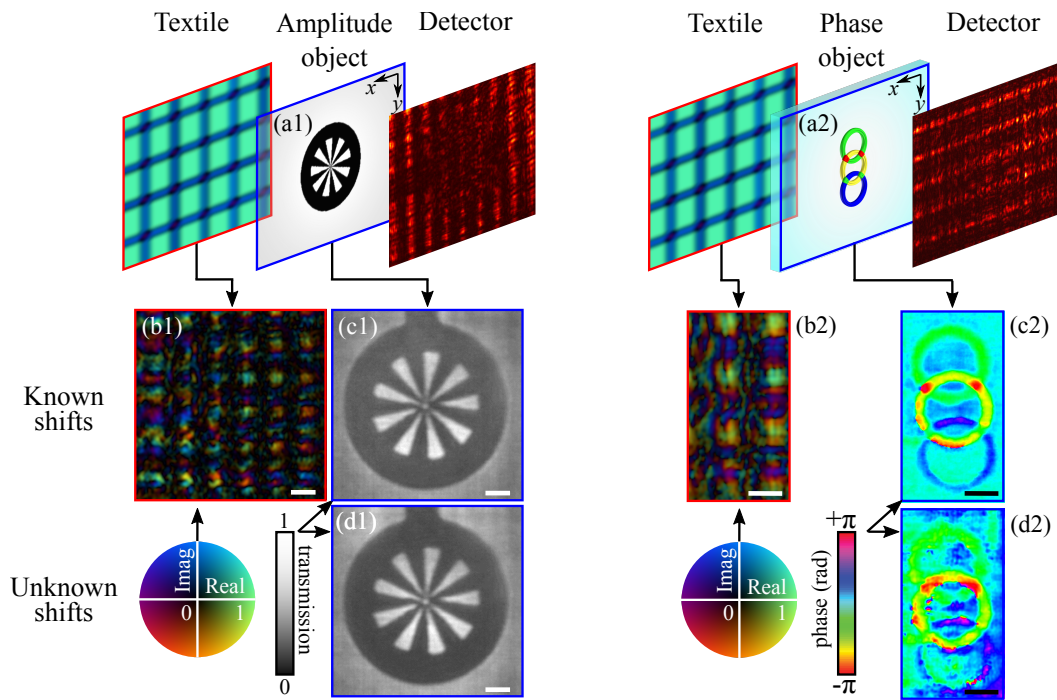 Textile
Amplitude
object
Detector
x
y
(a1)
(b1)
(c1)
Known
shifts
(d1)
Unknown
shifts
Imag
Real
0
1
1
transmission
0
Textile
Phase
object
Detector
x
y
(a2)
(b2)
(c2)
(d2)
Imag
Real
0
1
+π
phase (rad)
-π